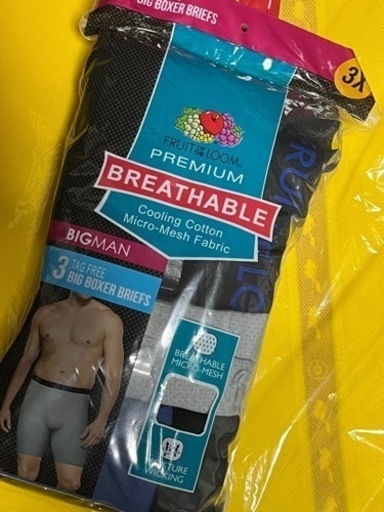 BIG BOXER BRIEFS
3X
FRUIT OF THE LOOM®
PREMIUM
BREATHABLE
Cooling Cotton
Micro-Mesh Fabric
BIGMAN
3 TAG FREE
BIG BOXER BRIEFS
BREATHABLE
MICRO-MESH
MOISTURE
WICKING